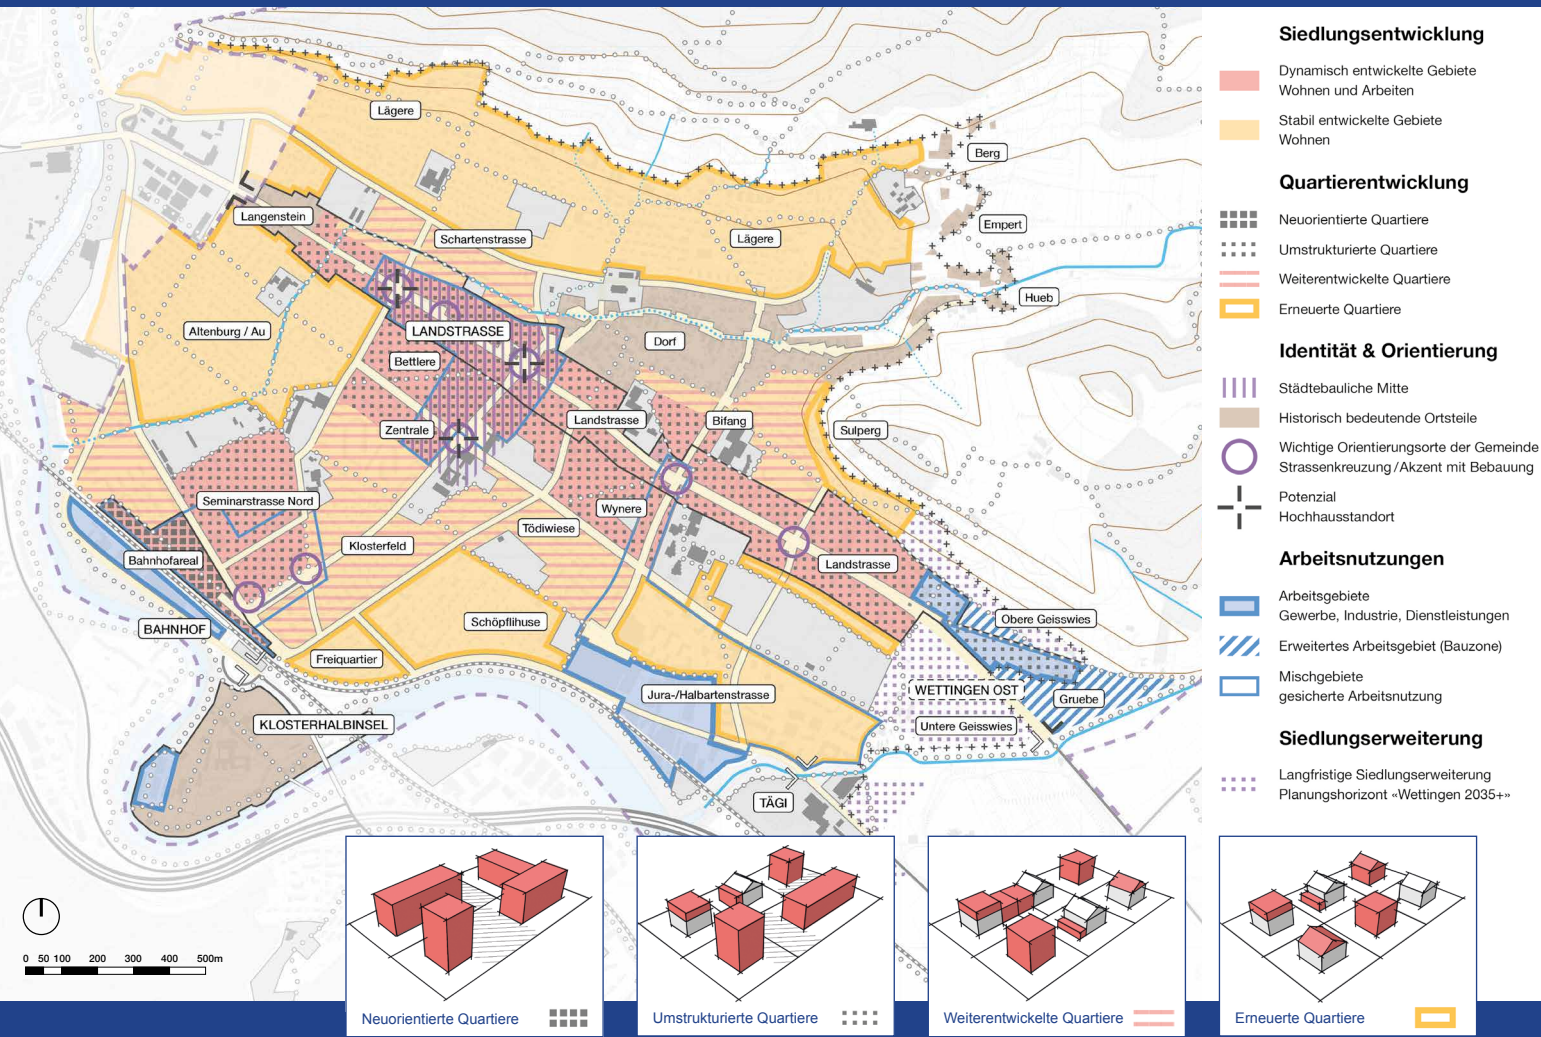 Lägere
Berg
Langenstein
Empert
Schartenstrasse
Lägere
Hueb
Altenburg / Au
LANDSTRASSE
Dorf
Bettlere
Zentrale
Landstrasse
Bifang
Sulperg
Seminarstrasse Nord
Wynere
Tödiwiese
Klosterfeld
Bahnhofareal
Landstrasse
BAHNHOF
Schöpflihuse
Obere Geisswies
Freiquartier
Jura-/Halbartenstrasse
WETTINGEN OST
Gruebe
KLOSTERHALBINSEL
Untere Geisswies
TÄGI
0 50 100 200 300 400 500m
Siedlungsentwicklung
Dynamisch entwickelte Gebiete
Wohnen und Arbeiten
Stabil entwickelte Gebiete
Wohnen
Quartierentwicklung
Neuorientierte Quartiere
Umstrukturierte Quartiere
Weiterentwickelte Quartiere
Erneuerte Quartiere
Identität & Orientierung
Städtebauliche Mitte
Historisch bedeutende Ortsteile
Wichtige Orientierungsorte der Gemeinde
Strassenkreuzung / Akzent mit Bebauung
Potenzial
Hochhausstandort
Arbeitsnutzungen
Arbeitsgebiete
Gewerbe, Industrie, Dienstleistungen
Erweitertes Arbeitsgebiet (Bauzone)
Mischgebiete
gesicherte Arbeitsnutzung
Siedlungserweiterung
Langfristige Siedlungserweiterung
Planungshorizont «Wettingen 2035+»
Neuorientierte Quartiere
Umstrukturierte Quartiere
Weiterentwickelte Quartiere
Erneuerte Quartiere